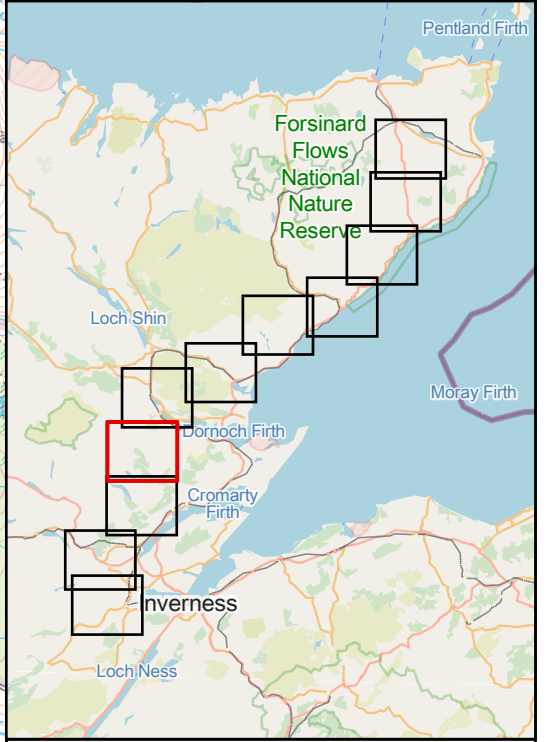 Pentland Firth
Forsinard
Flows
National
Nature
Reserve
Loch Shin
Moray Firth
Dornoch Firth
Cromarty
Firth
Inverness
Loch Ness